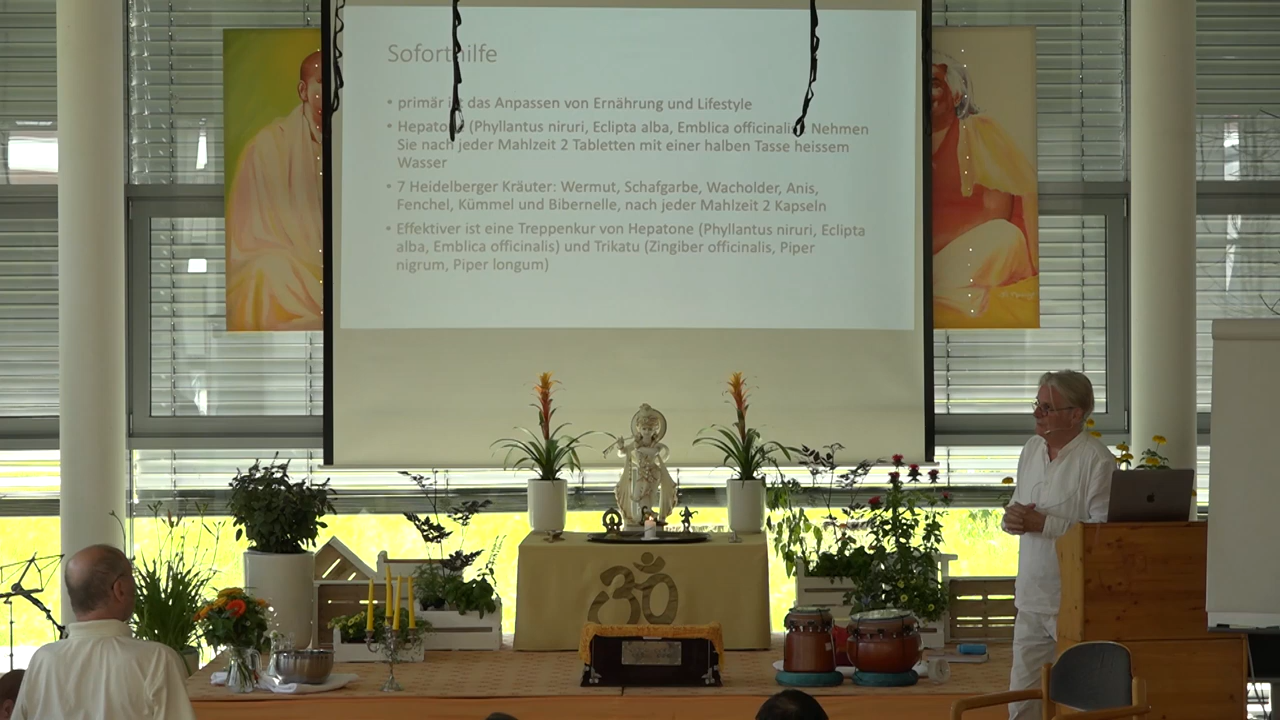 Soforthilfe
• primär ist das Anpassen von Ernährung und Lifestyle
• Hepatone (Phyllantus niruri, Eclipta alba, Emblica officinalis). Nehmen
Sie nach jeder Mahlzeit 2 Tabletten mit einer halben Tasse heissem
Wasser
• 7 Heidelberger Kräuter: Wermut, Schafgarbe, Wacholder, Anis,
Fenchel, Kümmel und Bibernelle, nach jeder Mahlzeit 2 Kapseln
• Effektiver ist eine Treppenkur von Hepatone (Phyllantus niruri, Eclipta
alba, Emblica officinalis) und Trikatu (Zingiber officinalis, Piper
nigrum, Piper longum)
ॐ